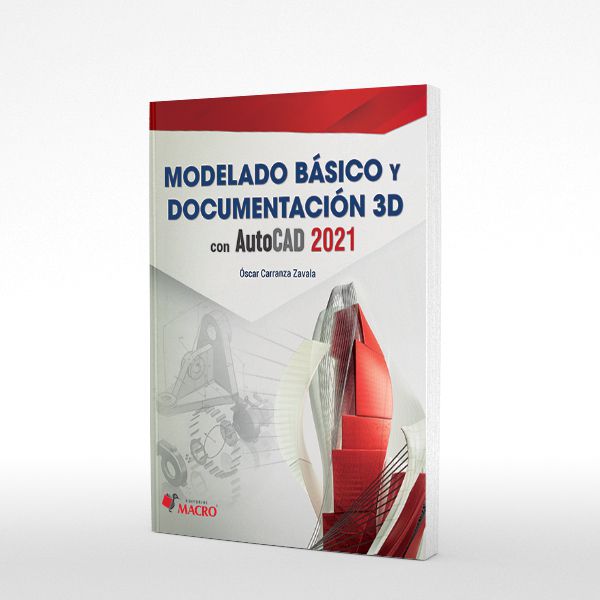 MODELADO BÁSICO Y
DOCUMENTACIÓN 3D
con AutoCAD 2021
Óscar Carranza Zavala
EDITORIAL
MACRO